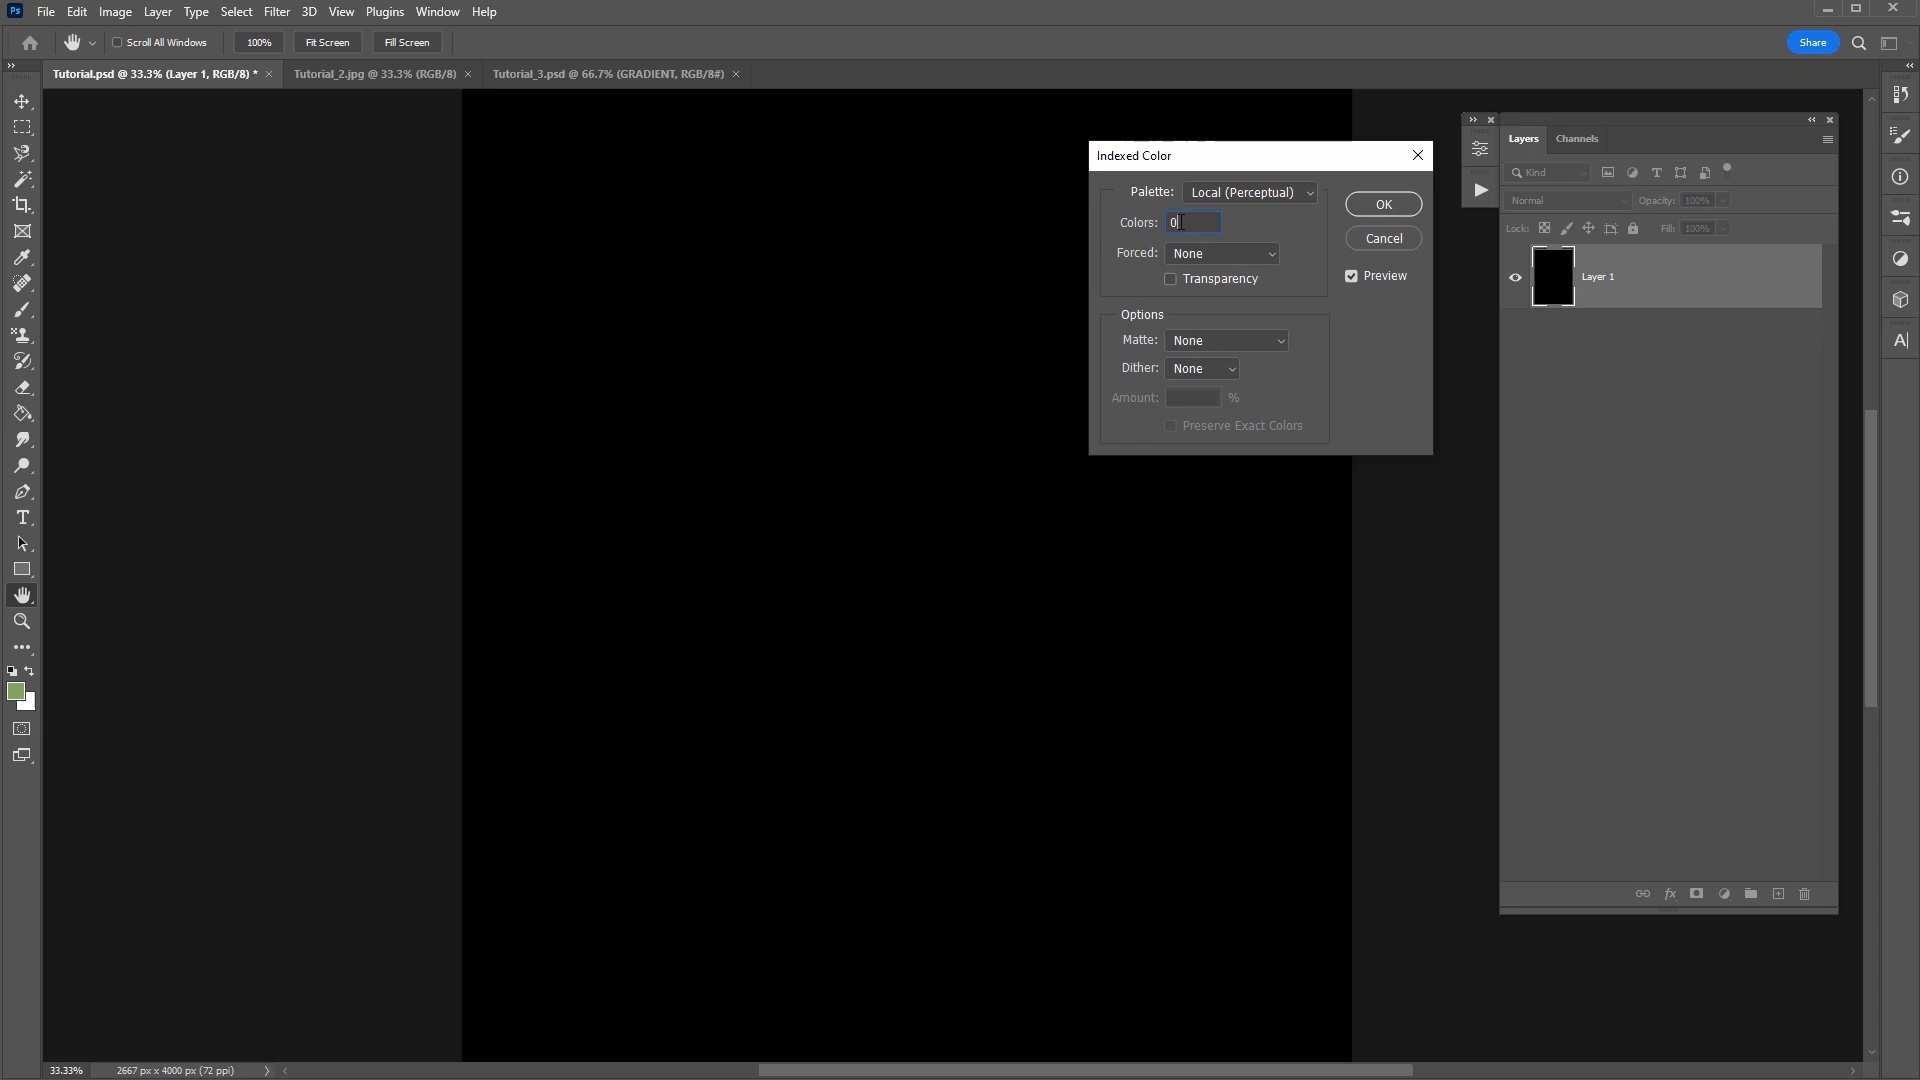 Ps File Edit Image Layer Type Select Filter 3D View Plugins Window Help
Scroll All Windows 100% Fit Screen Fill Screen Share
Tutorial.psd @ 33.3% (Layer 1, RGB/8) * Tutorial_2.jpg @ 33.3% (RGB/8) Tutorial_3.psd @ 66.7% (GRADIENT, RGB/8#)
Indexed Color
Palette: Local (Perceptual)
Colors: 0
Forced: None
Transparency
OK
Cancel
Preview
Options
Matte: None
Dither: None
Amount: %
Preserve Exact Colors
Layers Channels
Kind
Normal Opacity: 100%
Lock: Fill: 100%
Layer 1
33.33% 2667 px x 4000 px (72 ppi)